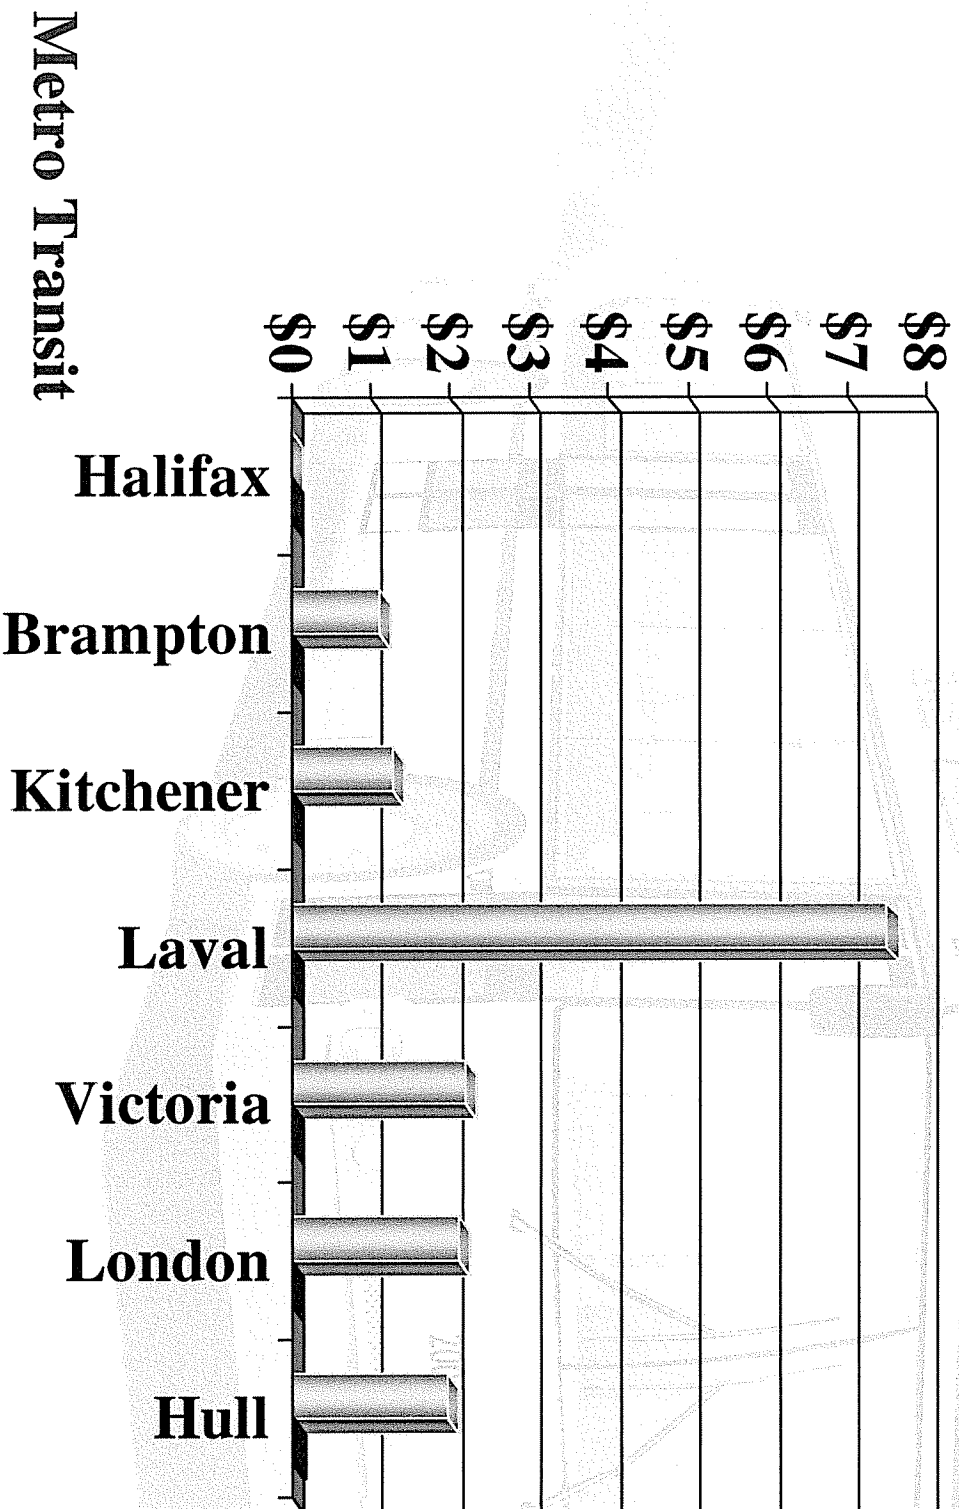 $8
$7
$6
$5
$4
$3
$2
$1
$0
Halifax
Brampton
Kitchener
Laval
Victoria
London
Hull
Metro Transit